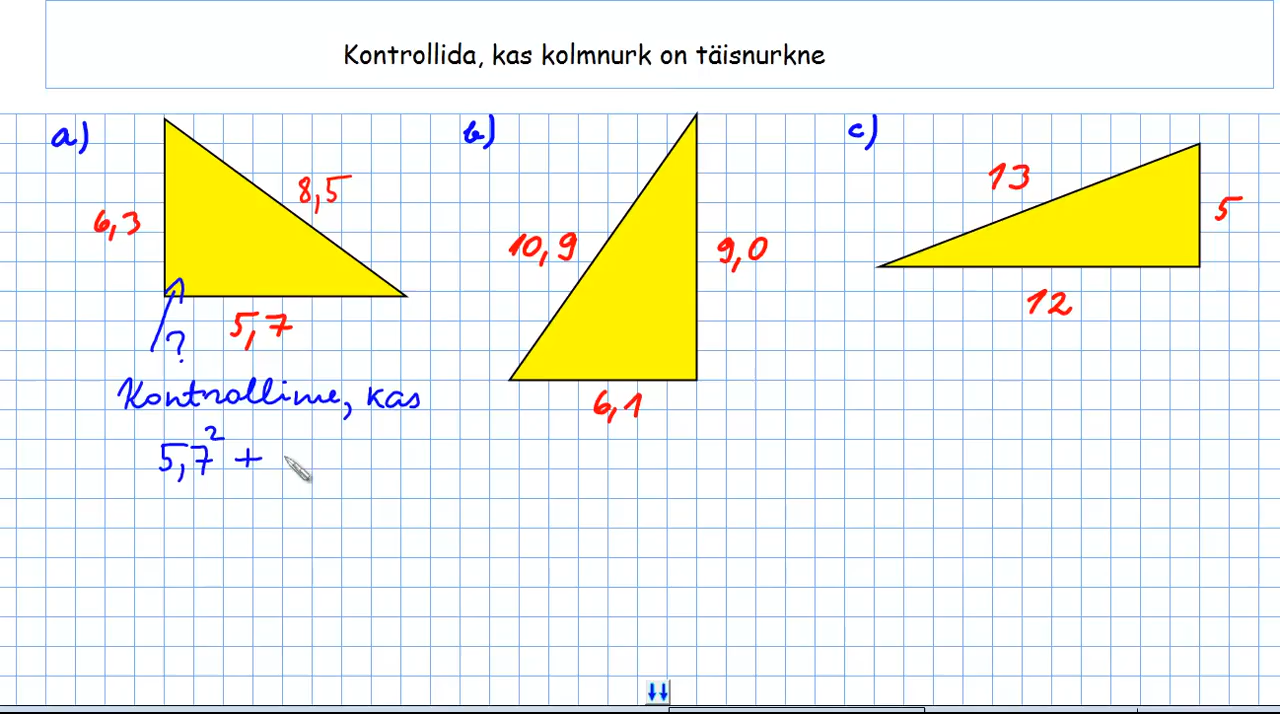 Kontrollida, kas kolmnurk on täisnurkne
a)
6,3
8,5
5,7
?
Kontrollime, kas
5,7² +
b)
10,9
9,0
6,1
c)
13
5
12